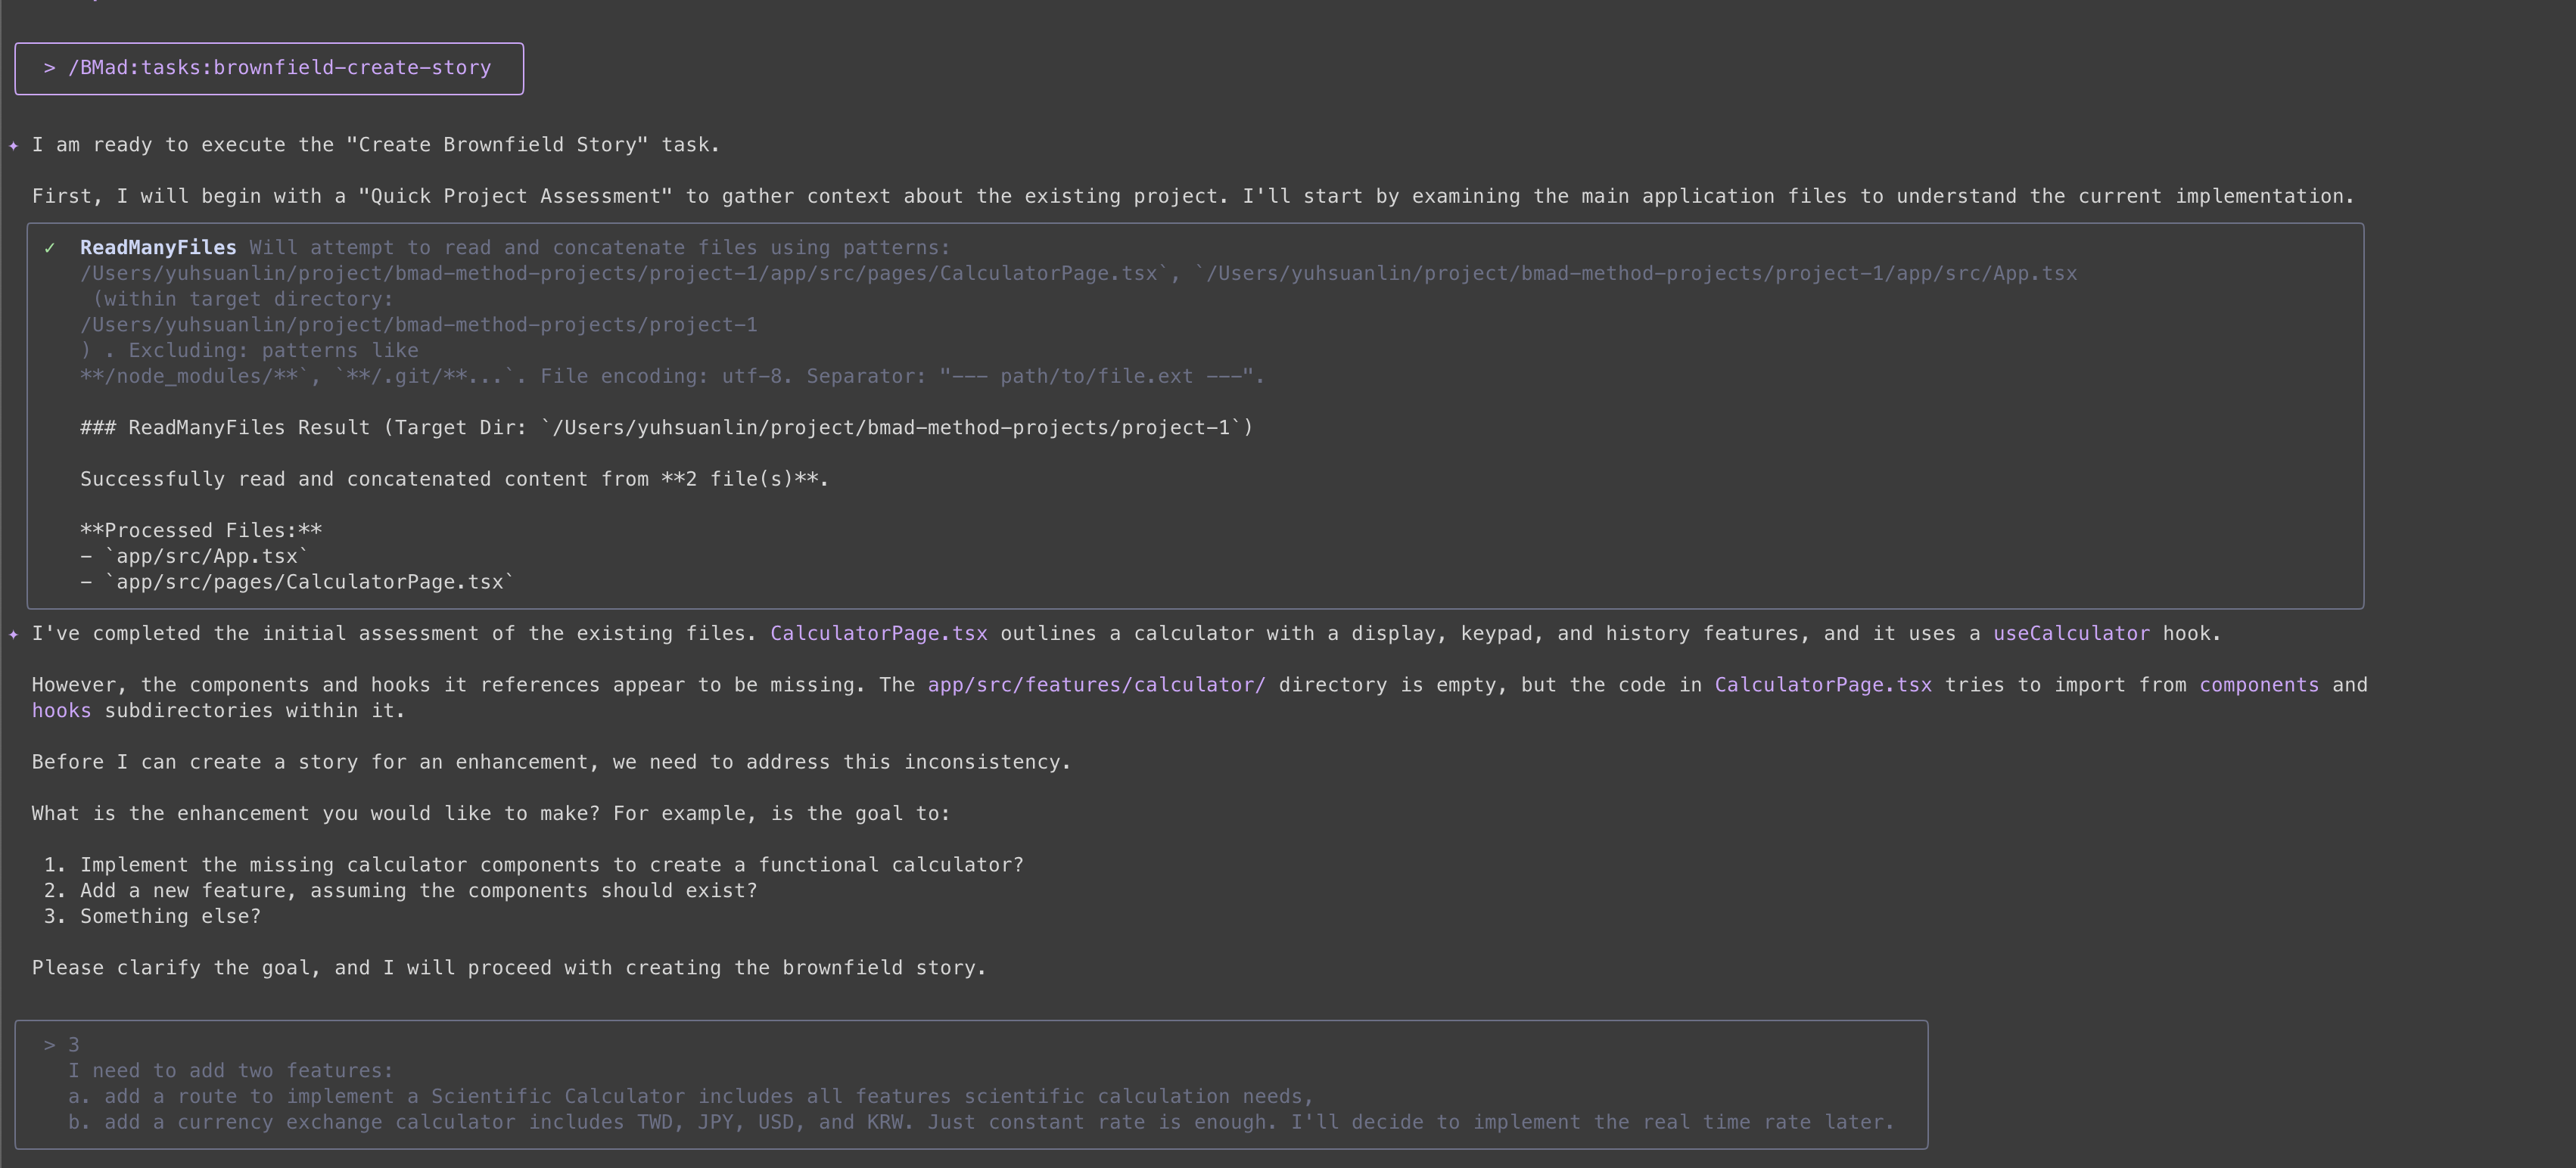 > /BMad:tasks:brownfield-create-story
✦ I am ready to execute the "Create Brownfield Story" task.
First, I will begin with a "Quick Project Assessment" to gather context about the existing project. I'll start by examining the main application files to understand the current implementation.
✓ ReadManyFiles Will attempt to read and concatenate files using patterns:
/Users/yuhsuanlin/project/bmad-method-projects/project-1/app/src/pages/CalculatorPage.tsx`, `/Users/yuhsuanlin/project/bmad-method-projects/project-1/app/src/App.tsx
(within target directory:
/Users/yuhsuanlin/project/bmad-method-projects/project-1
) . Excluding: patterns like
**/node_modules/**`, `**/.git/**...`. File encoding: utf-8. Separator: "--- path/to/file.ext ---".
### ReadManyFiles Result (Target Dir: `/Users/yuhsuanlin/project/bmad-method-projects/project-1`)
Successfully read and concatenated content from **2 file(s)**.
**Processed Files:**
- `app/src/App.tsx`
- `app/src/pages/CalculatorPage.tsx`
✦ I've completed the initial assessment of the existing files. CalculatorPage.tsx outlines a calculator with a display, keypad, and history features, and it uses a useCalculator hook.
However, the components and hooks it references appear to be missing. The app/src/features/calculator/ directory is empty, but the code in CalculatorPage.tsx tries to import from components and
hooks subdirectories within it.
Before I can create a story for an enhancement, we need to address this inconsistency.
What is the enhancement you would like to make? For example, is the goal to:
1. Implement the missing calculator components to create a functional calculator?
2. Add a new feature, assuming the components should exist?
3. Something else?
Please clarify the goal, and I will proceed with creating the brownfield story.
> 3
I need to add two features:
a. add a route to implement a Scientific Calculator includes all features scientific calculation needs,
b. add a currency exchange calculator includes TWD, JPY, USD, and KRW. Just constant rate is enough. I'll decide to implement the real time rate later.